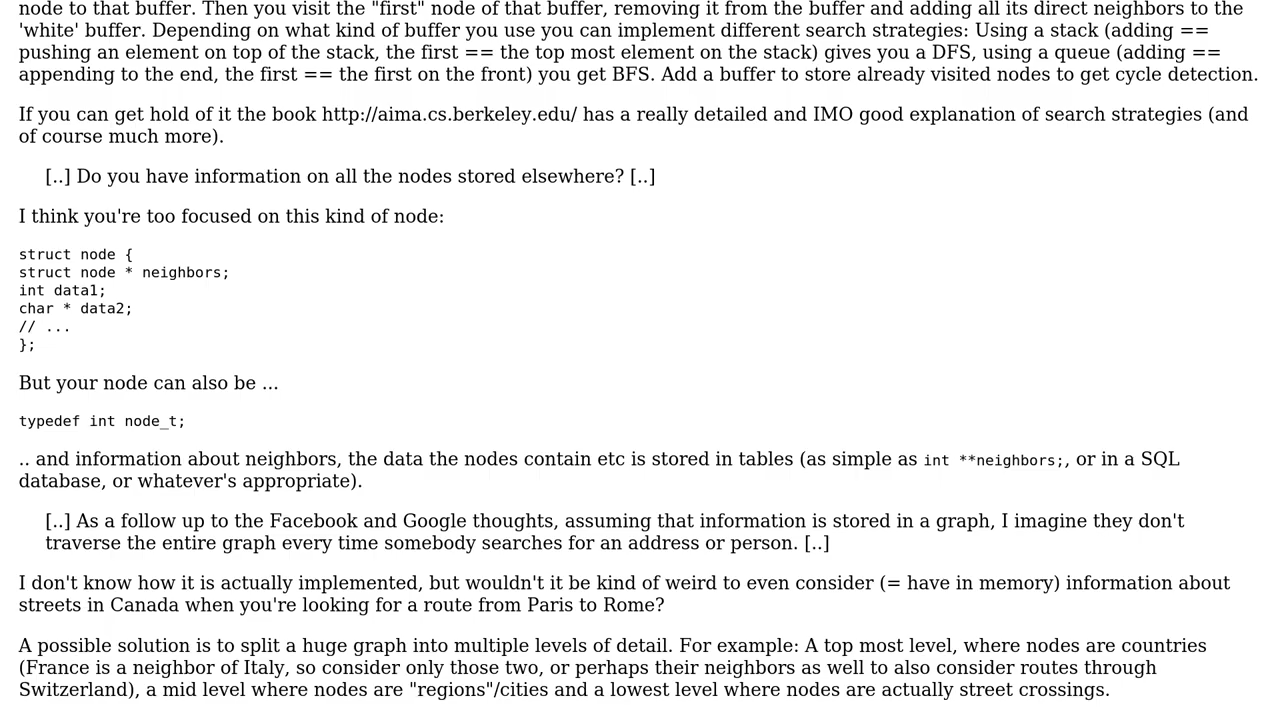 node to that buffer. Then you visit the "first" node of that buffer, removing it from the buffer and adding all its direct neighbors to the
'white' buffer. Depending on what kind of buffer you use you can implement different search strategies: Using a stack (adding ==
pushing an element on top of the stack, the first == the top most element on the stack) gives you a DFS, using a queue (adding ==
appending to the end, the first == the first on the front) you get BFS. Add a buffer to store already visited nodes to get cycle detection.
If you can get hold of it the book http://aima.cs.berkeley.edu/ has a really detailed and IMO good explanation of search strategies (and
of course much more).
[..] Do you have information on all the nodes stored elsewhere? [..]
I think you're too focused on this kind of node:
struct node {
struct node * neighbors;
int data1;
char * data2;
// ...
};
But your node can also be ...
typedef int node_t;
.. and information about neighbors, the data the nodes contain etc is stored in tables (as simple as int **neighbors;, or in a SQL
database, or whatever's appropriate).
[..] As a follow up to the Facebook and Google thoughts, assuming that information is stored in a graph, I imagine they don't
traverse the entire graph every time somebody searches for an address or person. [..]
I don't know how it is actually implemented, but wouldn't it be kind of weird to even consider (= have in memory) information about
streets in Canada when you're looking for a route from Paris to Rome?
A possible solution is to split a huge graph into multiple levels of detail. For example: A top most level, where nodes are countries
(France is a neighbor of Italy, so consider only those two, or perhaps their neighbors as well to also consider routes through
Switzerland), a mid level where nodes are "regions"/cities and a lowest level where nodes are actually street crossings.